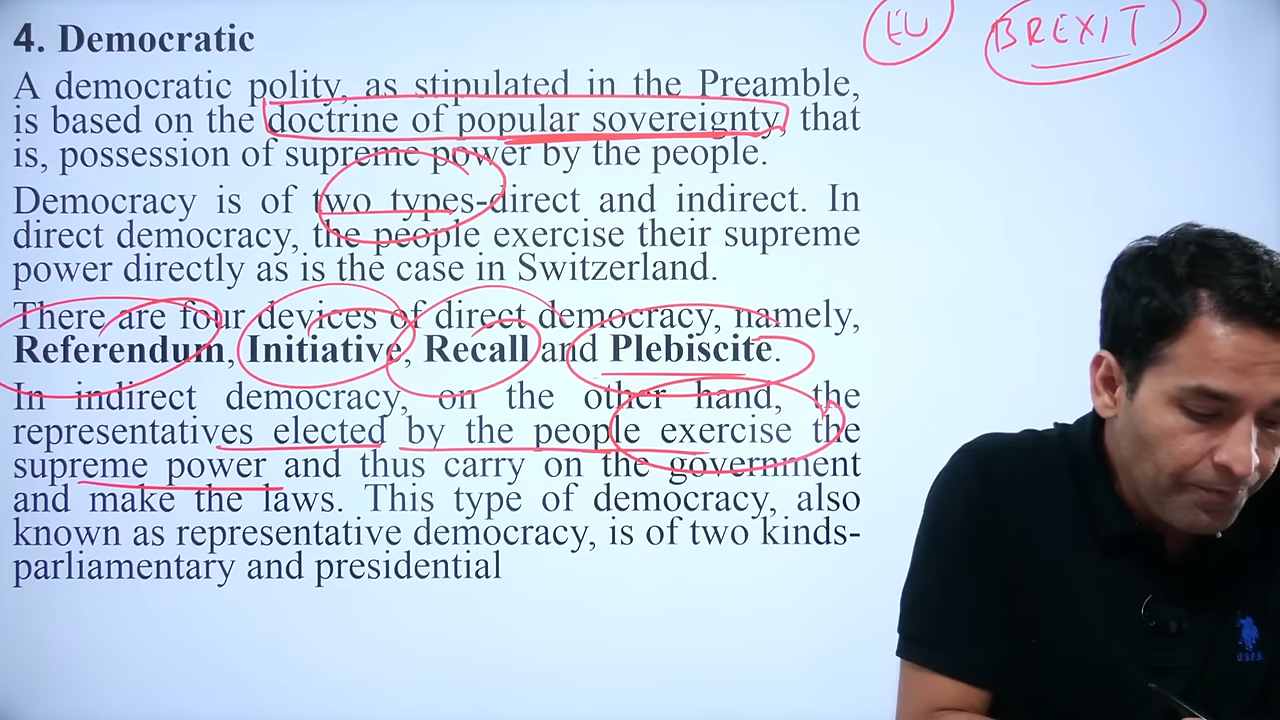 EU BREXIT
4. Democratic
A democratic polity, as stipulated in the Preamble,
is based on the doctrine of popular sovereignty, that
is, possession of supreme power by the people.
Democracy is of two types-direct and indirect. In
direct democracy, the people exercise their supreme
power directly as is the case in Switzerland.
There are four devices of direct democracy, namely,
Referendum, Initiative, Recall and Plebiscite.
In indirect democracy, on the other hand, the
representatives elected by the people exercise the
supreme power and thus carry on the government
and make the laws. This type of democracy, also
known as representative democracy, is of two kinds-
parliamentary and presidential
USPA